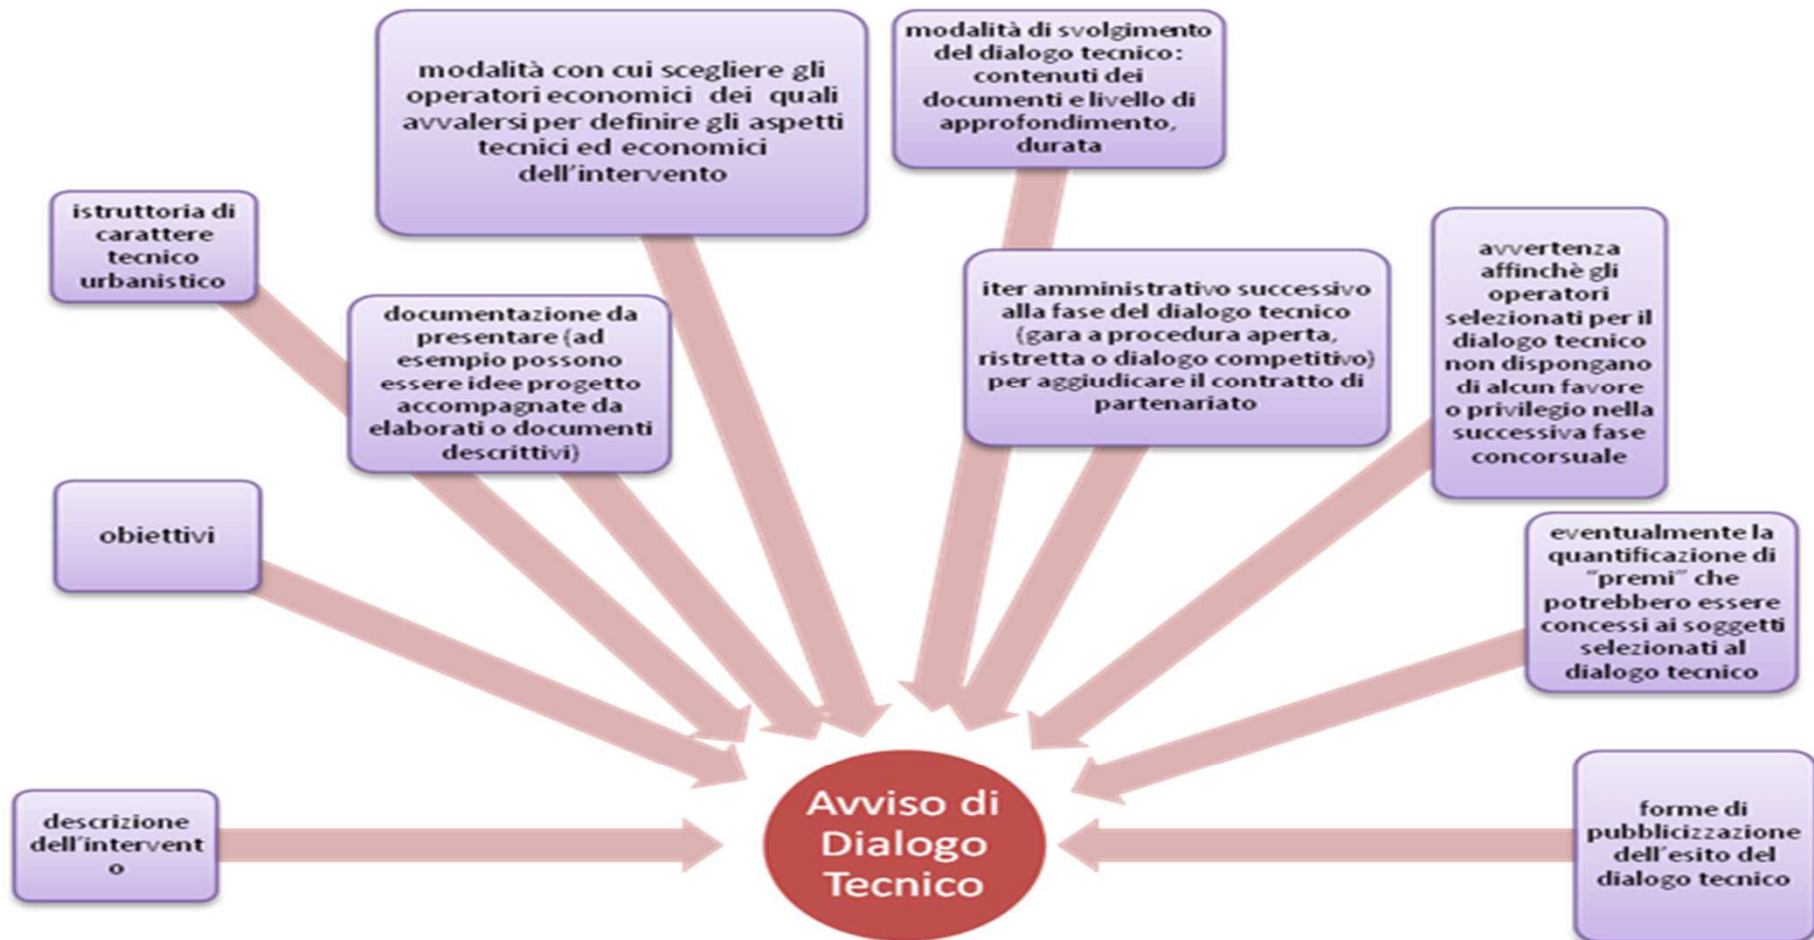 modalità con cui scegliere gli
operatori economici dei quali
avvalersi per definire gli aspetti
tecnici ed economici
dell'intervento
modalità di svolgimento
del dialogo tecnico:
contenuti dei
documenti e livello di
approfondimento,
durata
istruttoria di
carattere
tecnico
urbanistico
documentazione da
presentare (ad
esempio possono
essere idee progetto
accompagnate da
elaborati o documenti
descrittivi)
iter amministrativo successivo
alla fase del dialogo tecnico
(gara a procedura aperta,
ristretta o dialogo competitivo)
per aggiudicare il contratto di
partenariato
avvertenza
affinchè gli
operatori
selezionati per il
dialogo tecnico
non dispongano
di alcun favore
o privilegio nella
successiva fase
concorsuale
obiettivi
eventualmente la
quantificazione di
"premi" che
potrebbero essere
concessi ai soggetti
selezionati al
dialogo tecnico
descrizione
dell'intervent
o
Avviso di
Dialogo
Tecnico
forme di
pubblicizzazione
dell'esito del
dialogo tecnico